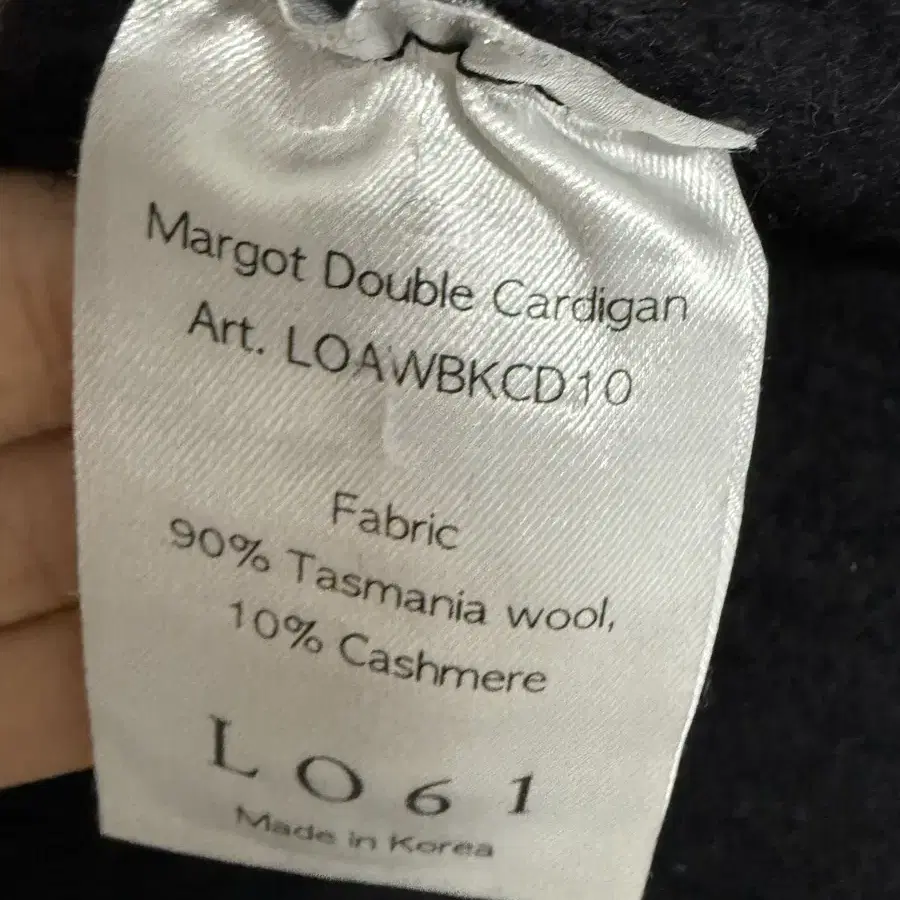 Margot Double Cardigan
Art. LOAWBKCD10
Fabric
90% Tasmania wool,
10% Cashmere
LO61
Made in Korea